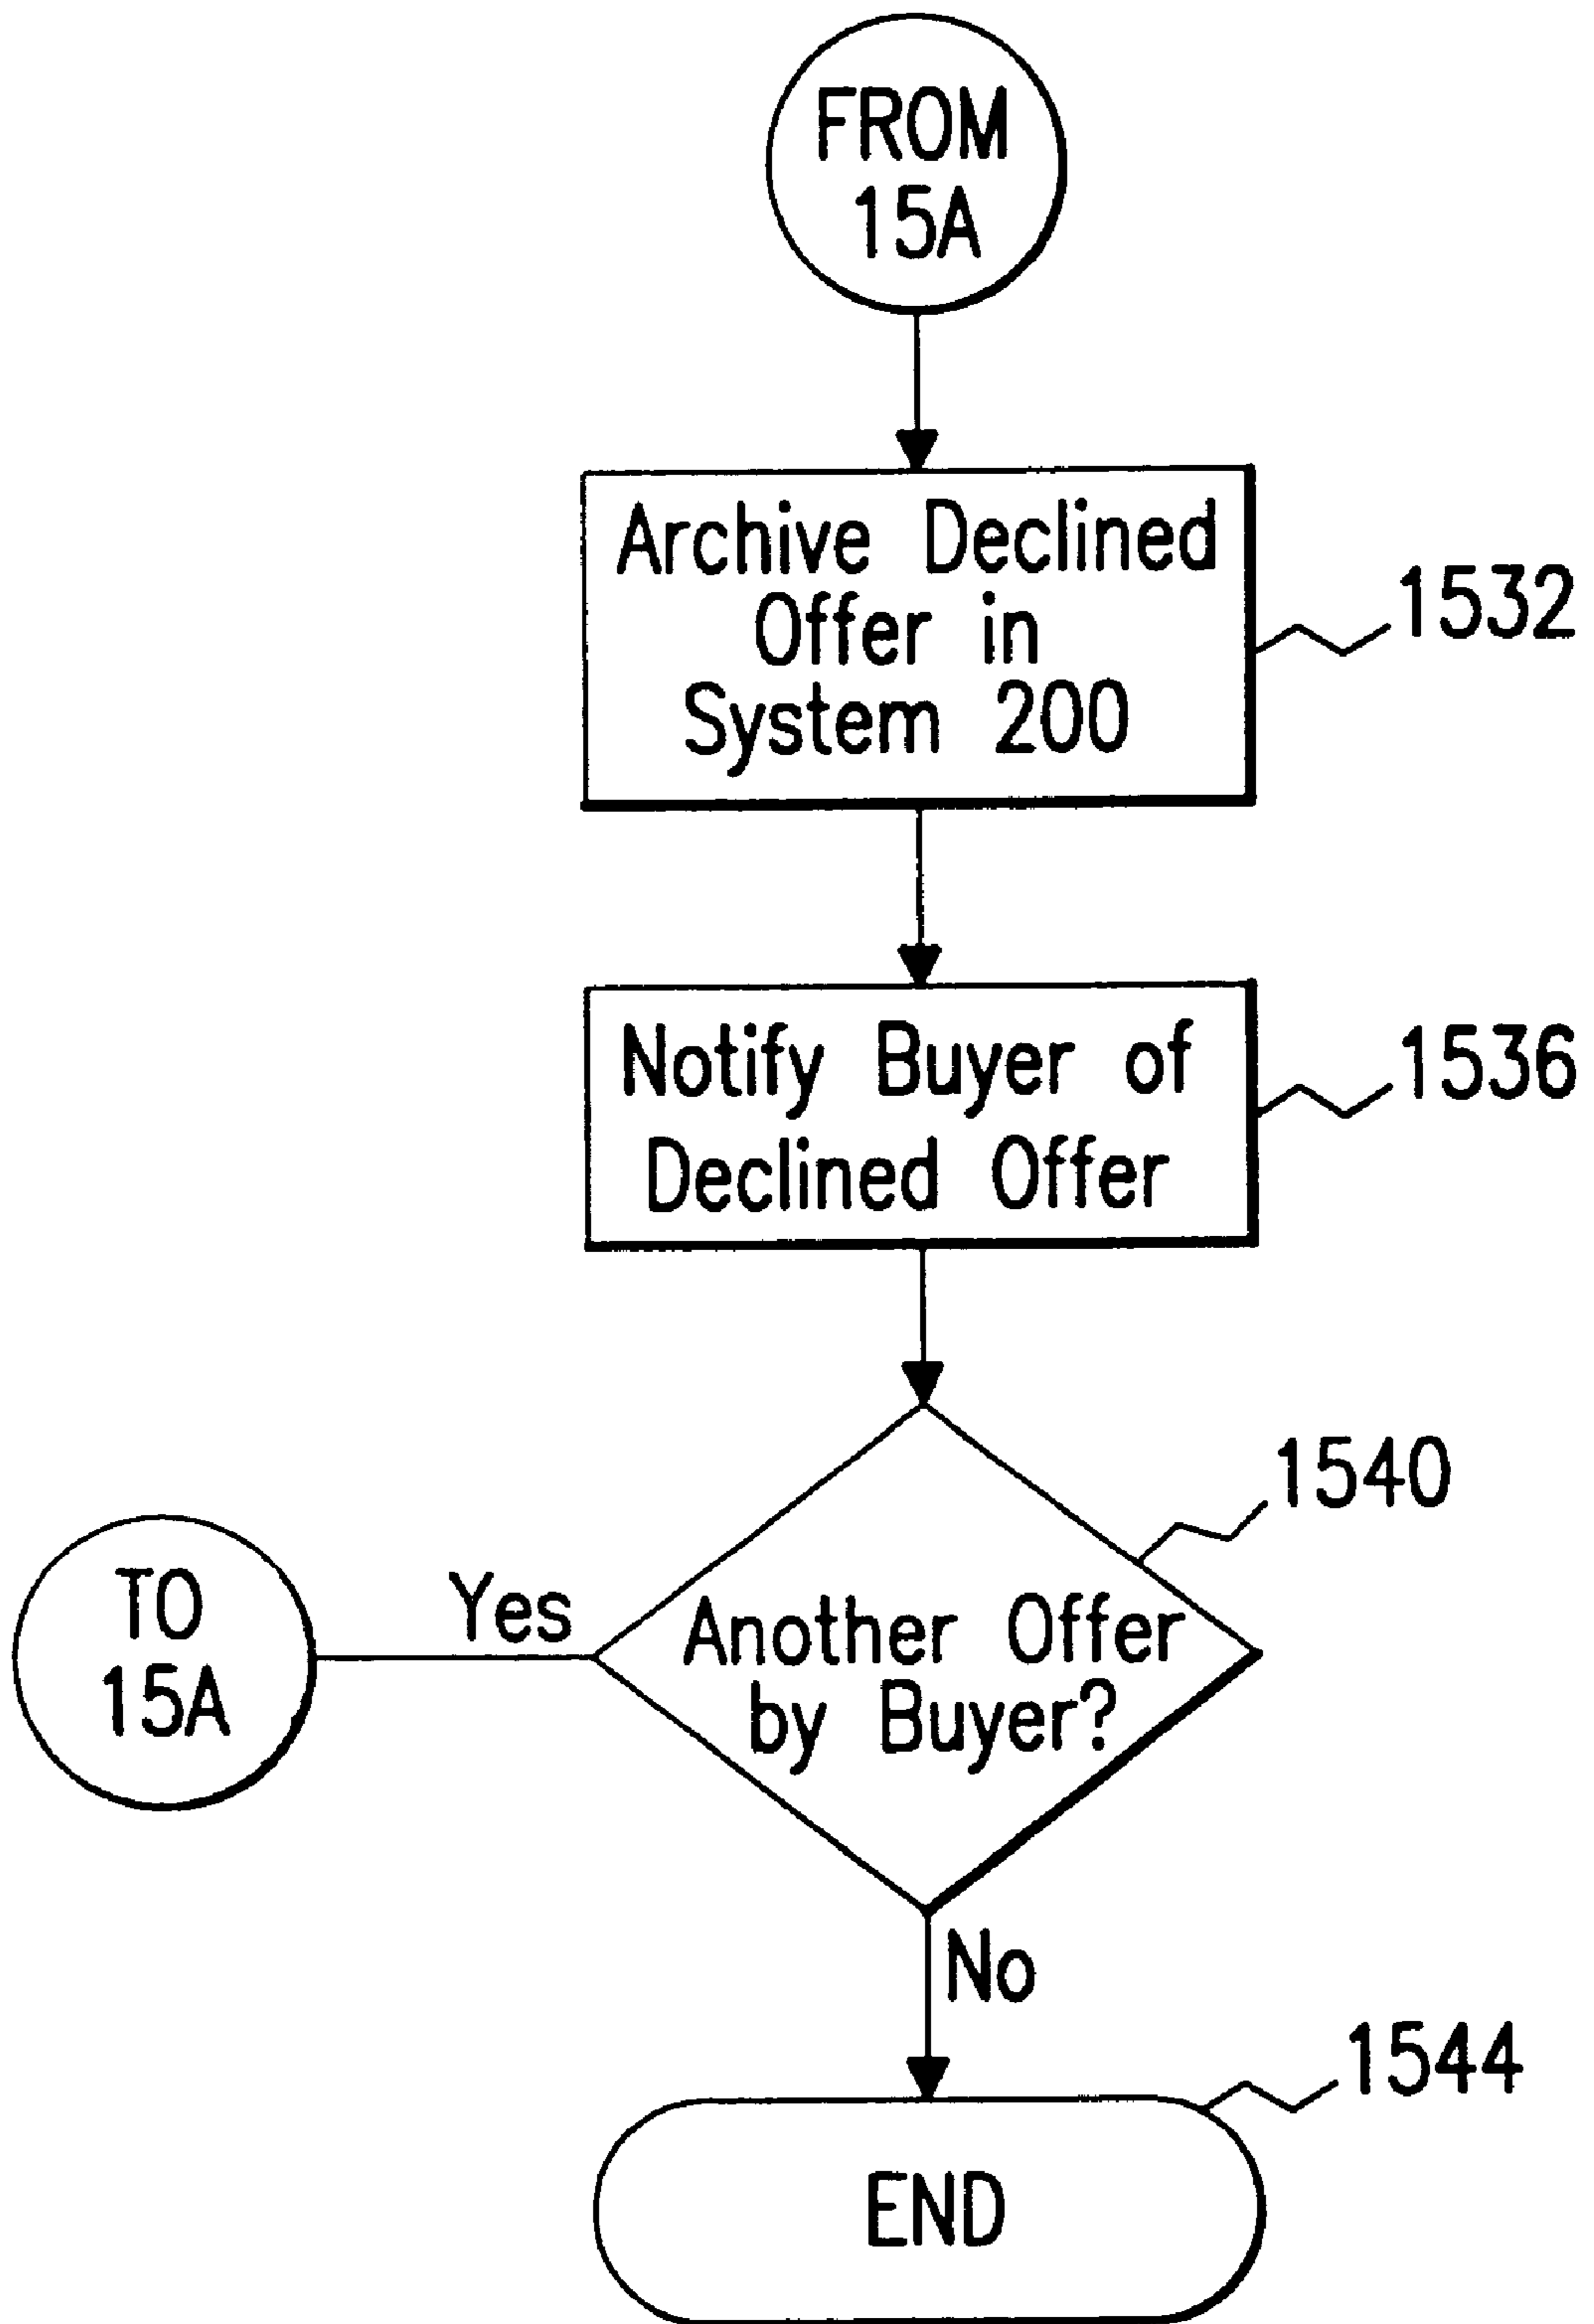 FROM
15A
Archive Declined
Offer in
System 200
1532
Notify Buyer of
Declined Offer
1536
1540
TO
15A
Yes
Another Offer
by Buyer?
No
1544
END